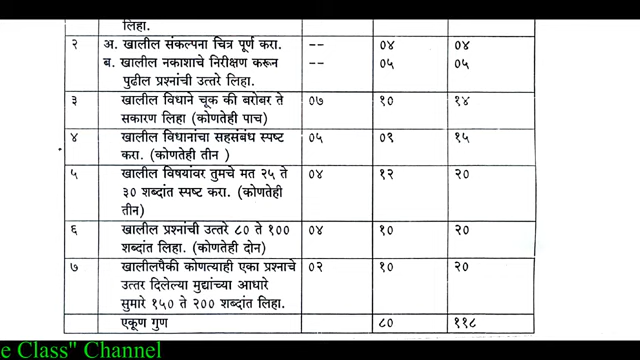 लिहा.
२ अ. खालील संकल्पना चित्र पूर्ण करा. -- ०४ ०४
ब. खालील नकाशाचे निरीक्षण करून -- ०५ ०५
पुढील प्रश्नांची उत्तरे लिहा.
३ खालील विधाने चूक की बरोबर ते ०७ १० १४
सकारण लिहा (कोणतेही पाच)
४ खालील विधानांचा सहसंबंध स्पष्ट ०५ ०९ १५
करा. (कोणतेही तीन )
५ खालील विषयांवर तुमचे मत २५ ते ०४ १२ २०
३० शब्दांत स्पष्ट करा. (कोणतेही
तीन)
६ खालील प्रश्नांची उत्तरे ८० ते १०० ०४ १० २०
शब्दांत लिहा. (कोणतेही दोन)
७ खालीलपैकी कोणत्याही एका प्रश्नाचे ०२ १० २०
उत्तर दिलेल्या मुद्यांच्या आधारे
सुमारे १५० ते २०० शब्दांत लिहा.
एकूण गुण ८० ११८
e Class" Channel